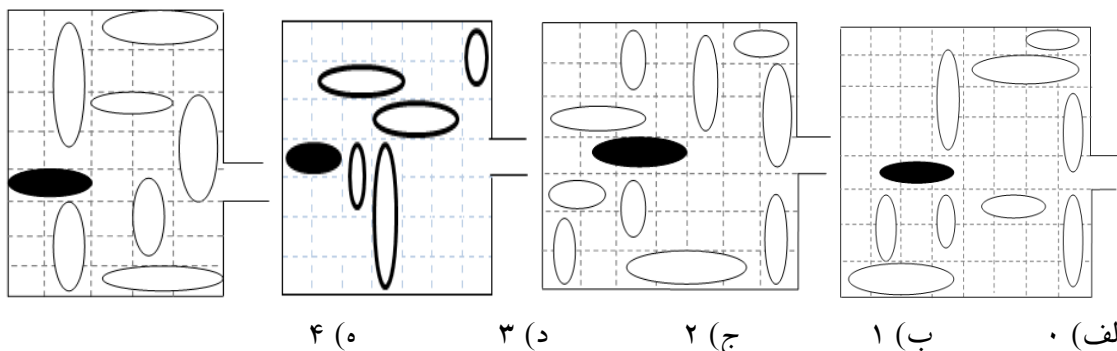 الف) ۰ ب) ۱ ج) ۲ د) ۳ ه) ۴